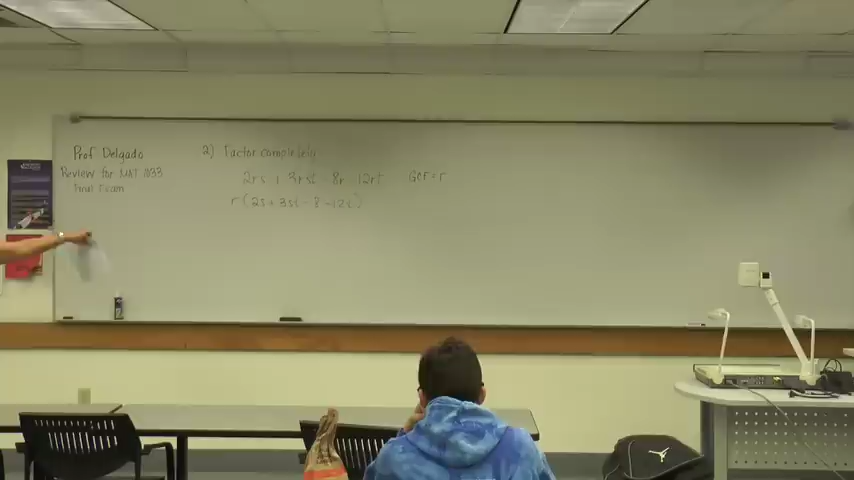 Prof Delgado
Review for MAT 1033
Final Exam
2) Factor completely
2rs + 3rst 8r 12rt GCF = r
r(2s + 3st - 8 - 12t)